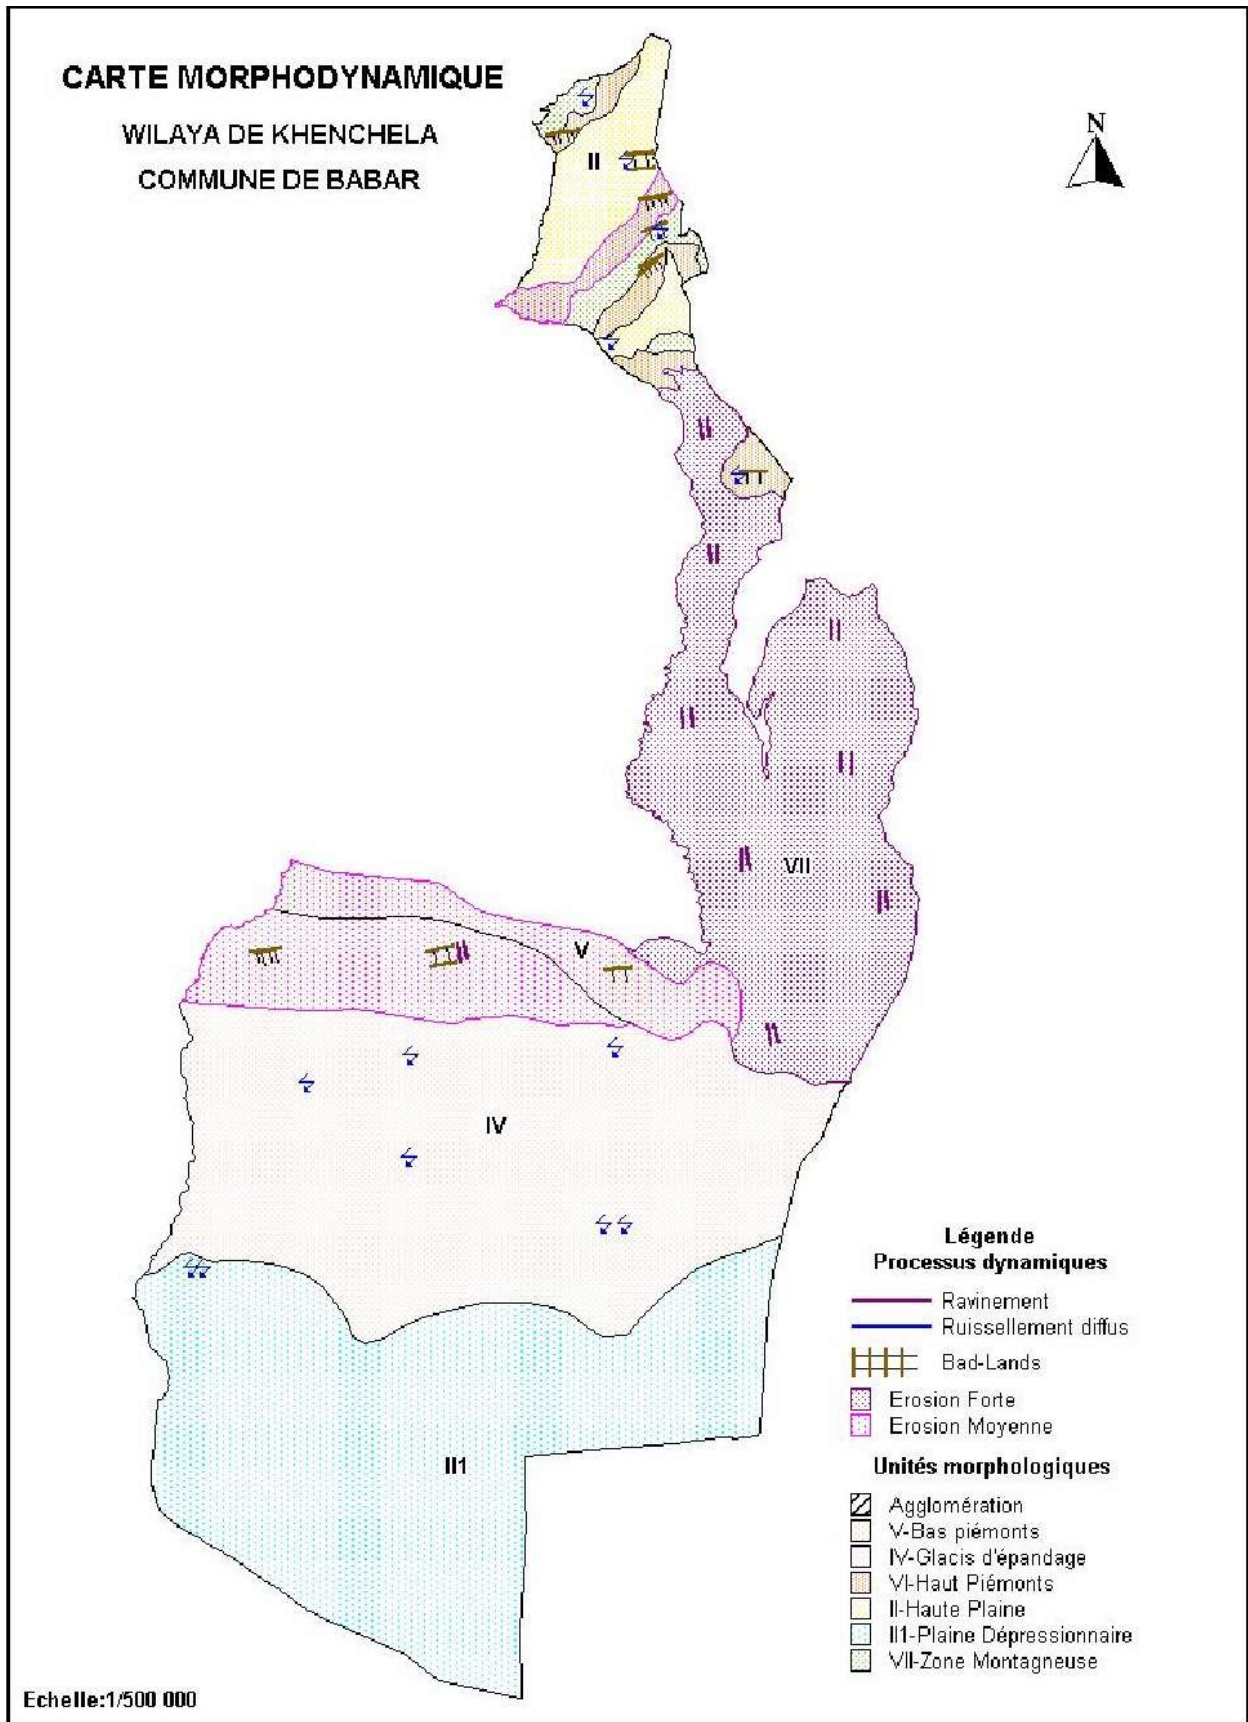 CARTE MORPHODYNAMIQUE
WILAYA DE KHENCHELA
COMMUNE DE BABAR
N
II
VII
V
IV
II1
Légende
Processus dynamiques
Ravinement
Ruissellement diffus
Bad-Lands
Erosion Forte
Erosion Moyenne
Unités morphologiques
Agglomération
V-Bas piémonts
IV-Glacis d'épandage
VI-Haut Piémonts
II-Haute Plaine
II1-Plaine Dépressionnaire
VII-Zone Montagneuse
Echelle:1/500 000